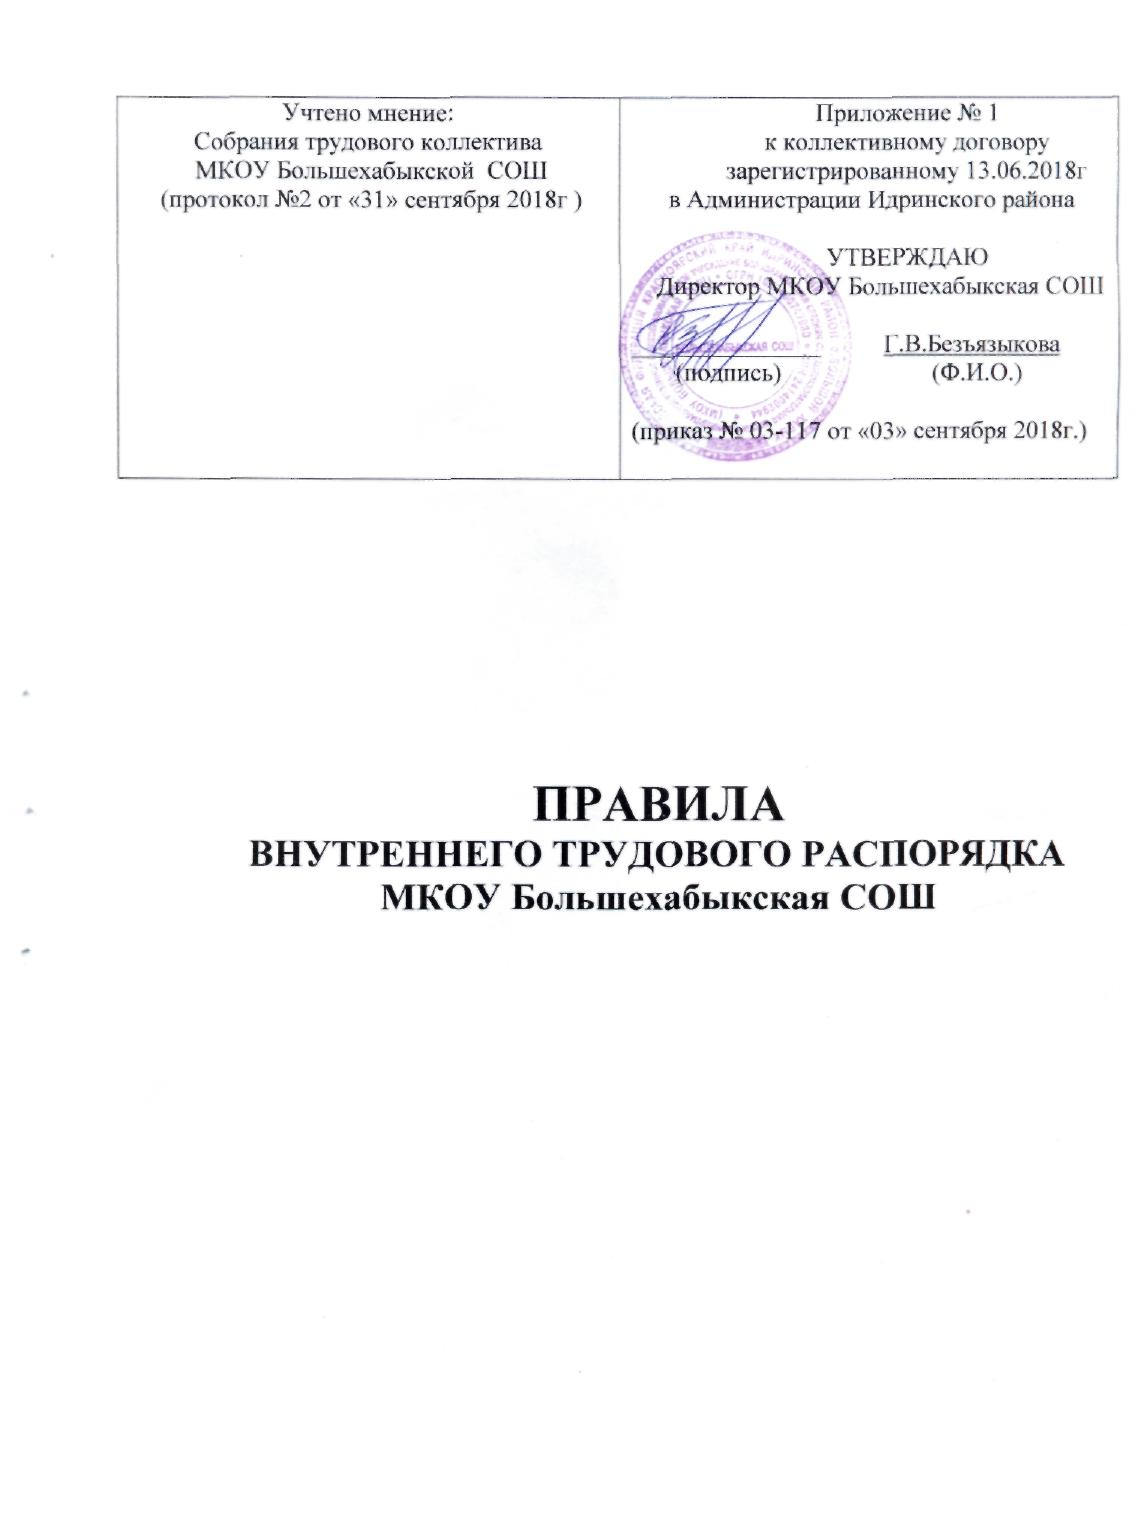 Учтено мнение:
Собрания трудового коллектива
МКОУ Большехабыкской СОШ
(протокол №2 от «31» сентября 2018г )
Приложение № 1
к коллективному договору
зарегистрированному 13.06.2018г
в Администрации Идринского района
УТВЕРЖДАЮ
Директор МКОУ Большехабыкская СОШ
Г.В.Безъязыкова
(подпись) (Ф.И.О.)
(приказ № 03-117 от «03» сентября 2018г.)
ПРАВИЛА
ВНУТРЕННЕГО ТРУДОВОГО РАСПОРЯДКА
МКОУ Большехабыкская СОШ